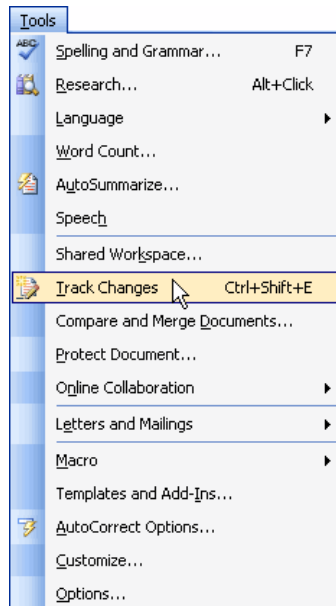 Tools
ABC
Spelling and Grammar... F7
Research... Alt+Click
Language
Word Count...
AutoSummarize...
Speech
Shared Workspace...
Track Changes Ctrl+Shift+E
Compare and Merge Documents...
Protect Document...
Online Collaboration
Letters and Mailings
Macro
Templates and Add-Ins...
AutoCorrect Options...
Customize...
Options...